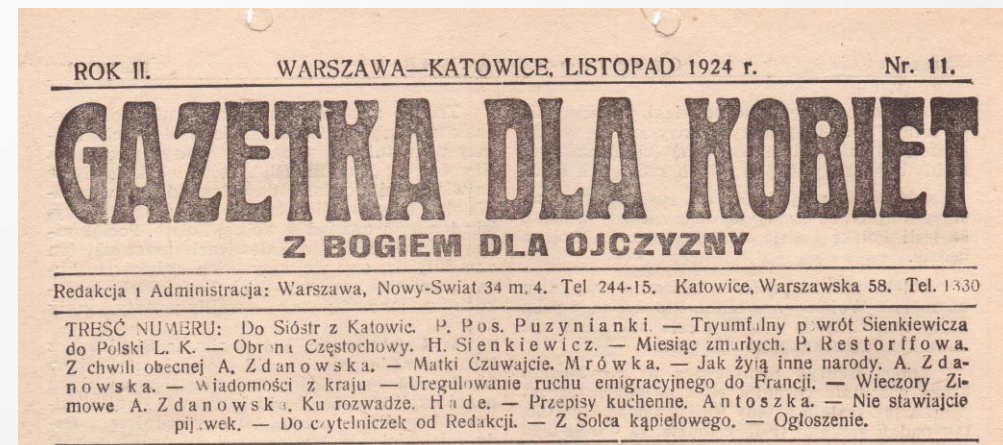 ROK II. WARSZAWA—KATOWICE, LISTOPAD 1924 r. Nr. 11.
GAZETKA DLA KOBIET
Z BOGIEM DLA OJCZYZNY
Redakcja i Administracja: Warszawa, Nowy-Swiat 34 m. 4. Tel 244-15. Katowice, Warszawska 58. Tel. 1330
TREŚĆ NUMERU: Do Sióstr z Katowic. P. Pos. Puzynianki. — Tryumfalny powrót Sienkiewicza
do Polski L. K. — Obrona Częstochowy. H. Sienkiewicz. — Miesiąc zmarłych. P. Restorffowa.
Z chwili obecnej A. Zdanowska. — Matki Czuwajcie. Mrówka. — Jak żyją inne narody. A. Zda-
nowska. — Wiadomości z kraju — Uregulowanie ruchu emigracyjnego do Francji. — Wieczory Zi-
mowe A. Zdanowska, Ku rozwadze. Hade. — Przepisy kuchenne. Antoszka. — Nie stawiajcie
pijawek. — Do czytelniczek od Redakcji. — Z Solca kąpielowego. — Ogłoszenie.